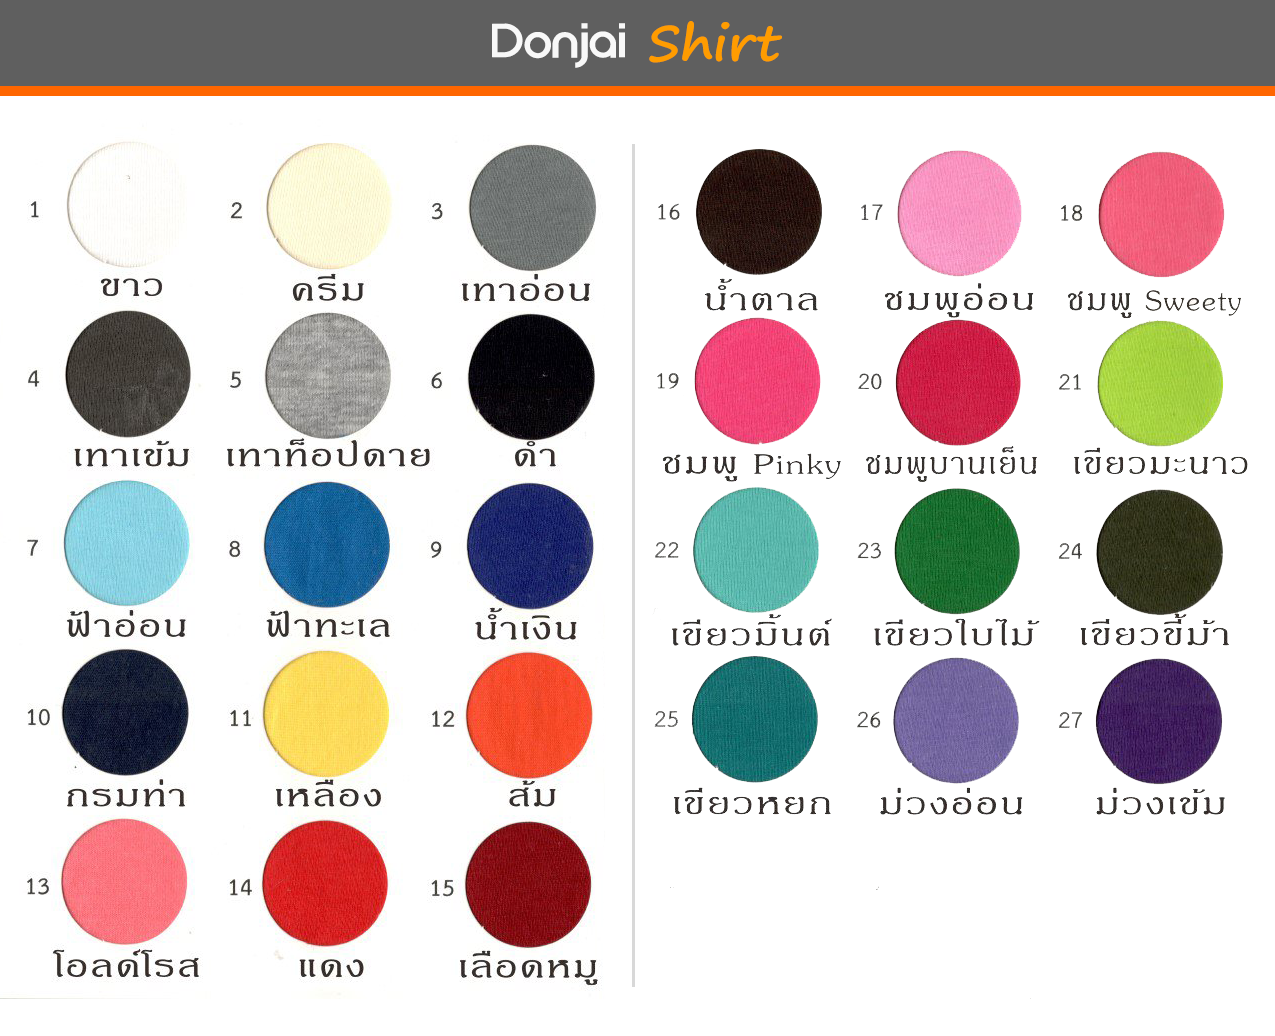 Donjai Shirt
1 2 3
ขาว ครีม เทาอ่อน
4 5 6
เทาเข้ม เทาท็อปดาย ดำ
7 8 9
ฟ้าอ่อน ฟ้าทะเล น้ำเงิน
10 11 12
กรมท่า เหลือง ส้ม
13 14 15
โอลด์โรส แดง เลือดหมู
16 17 18
น้ำตาล ชมพูอ่อน ชมพู Sweety
19 20 21
ชมพู Pinky ชมพูบานเย็น เขียวมะนาว
22 23 24
เขียวมิ้นต์ เขียวใบไม้ เขียวขี้ม้า
25 26 27
เขียวหยก ม่วงอ่อน ม่วงเข้ม